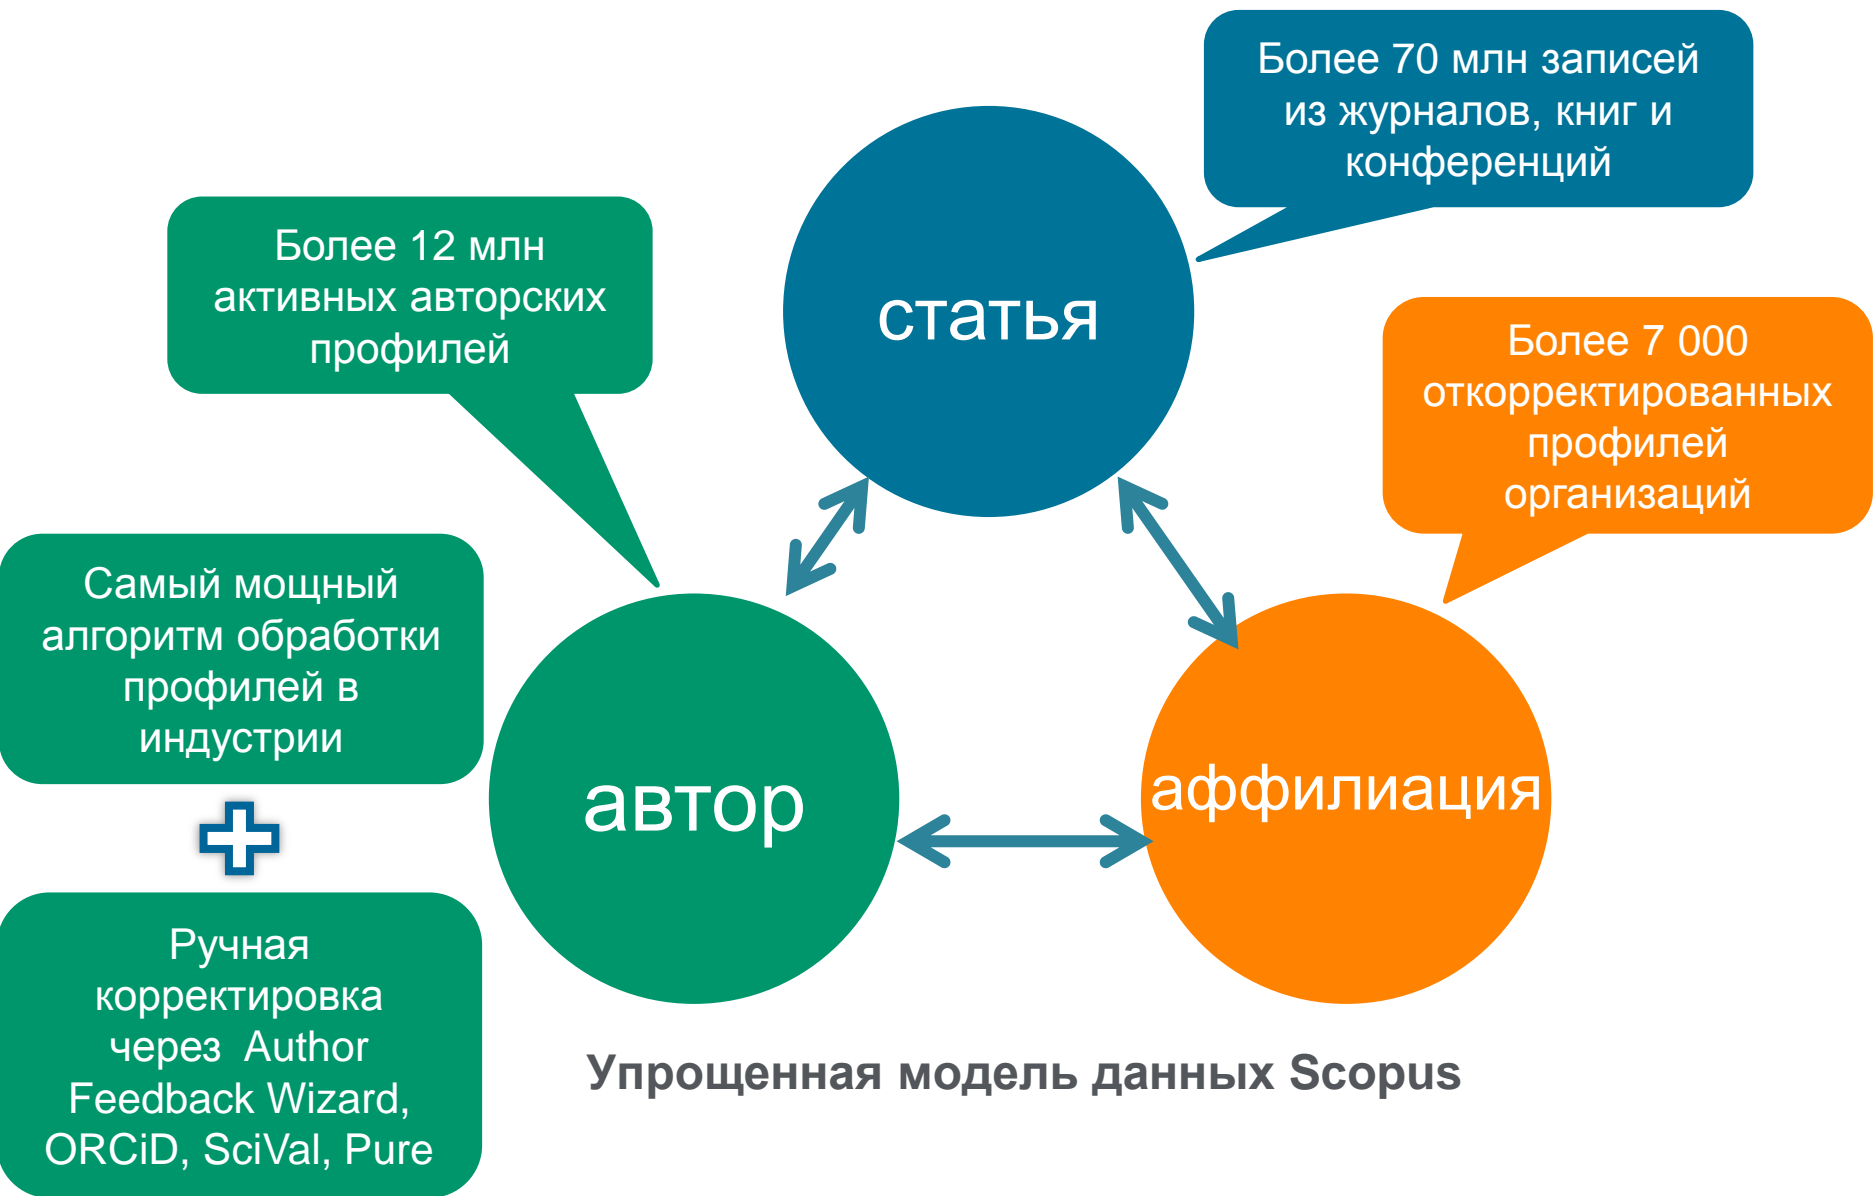 Более 70 млн записей
из журналов, книг и
конференций
Более 12 млн
активных авторских
профилей
статья
Более 7 000
откорректированных
профилей
организаций
Самый мощный
алгоритм обработки
профилей в
индустрии
автор
аффилиация
Ручная
корректировка
через Author
Feedback Wizard,
ORCiD, SciVal, Pure
Упрощенная модель данных Scopus